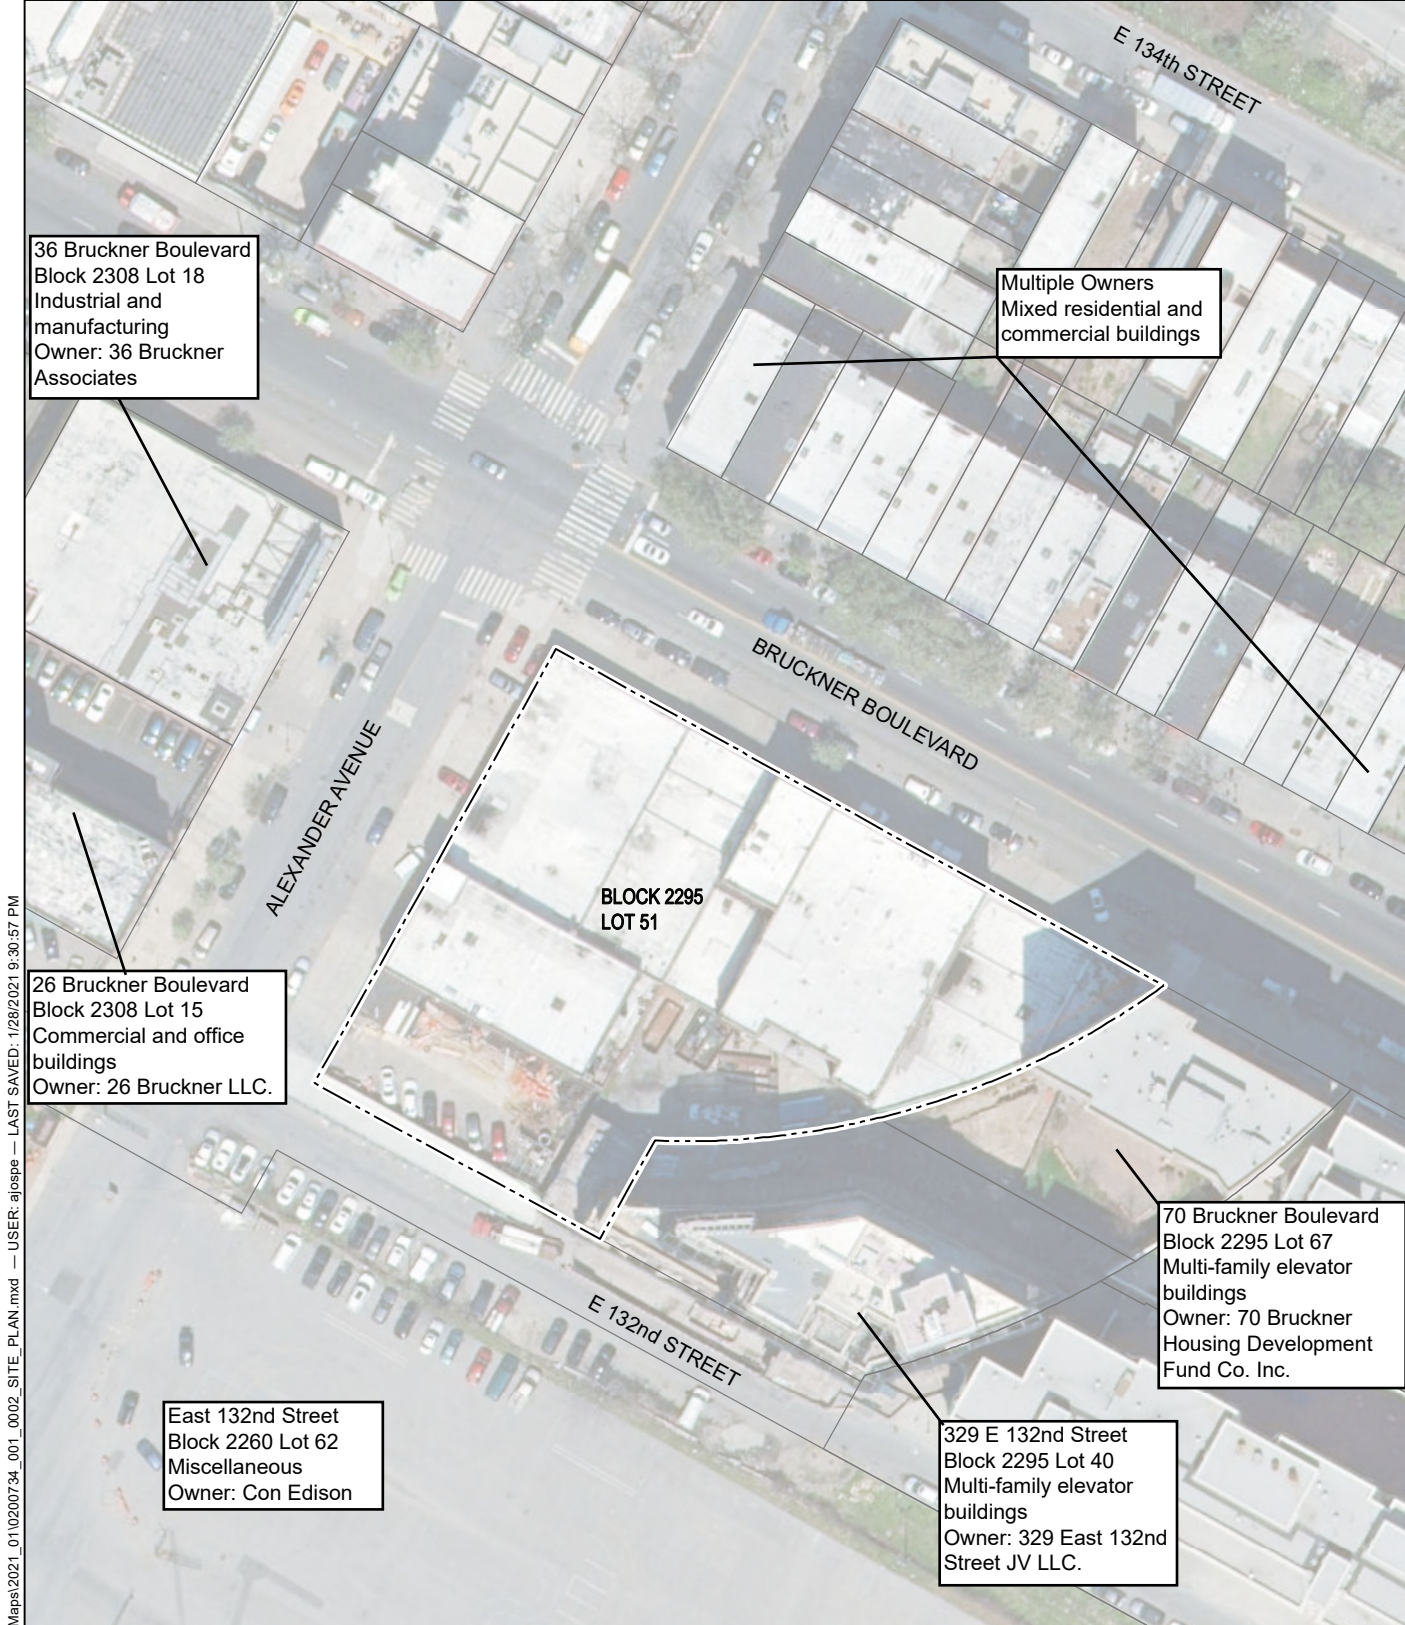 E 134th STREET
36 Bruckner Boulevard
Block 2308 Lot 18
Industrial and
manufacturing
Owner: 36 Bruckner
Associates
Multiple Owners
Mixed residential and
commercial buildings
BRUCKNER BOULEVARD
ALEXANDER AVENUE
BLOCK 2295
LOT 51
26 Bruckner Boulevard
Block 2308 Lot 15
Commercial and office
buildings
Owner: 26 Bruckner LLC.
70 Bruckner Boulevard
Block 2295 Lot 67
Multi-family elevator
buildings
Owner: 70 Bruckner
Housing Development
Fund Co. Inc.
E 132nd STREET
East 132nd Street
Block 2260 Lot 62
Miscellaneous
Owner: Con Edison
329 E 132nd Street
Block 2295 Lot 40
Multi-family elevator
buildings
Owner: 329 East 132nd
Street JV LLC.
Maps\2021_01\0200734_001_0002_SITE_PLAN.mxd — USER: ajospe — LAST SAVED: 1/28/2021 9:30:57 PM